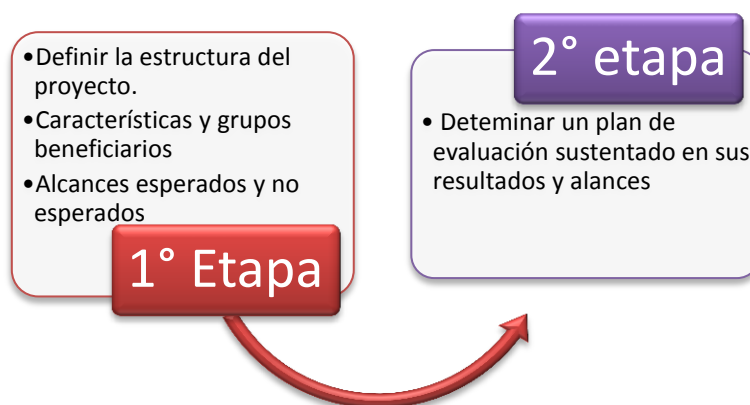 •Definir la estructura del
proyecto.
•Características y grupos
beneficiarios
•Alcances esperados y no
esperados
1° Etapa
2° etapa
• Deteminar un plan de
evaluación sustentado en sus
resultados y alances